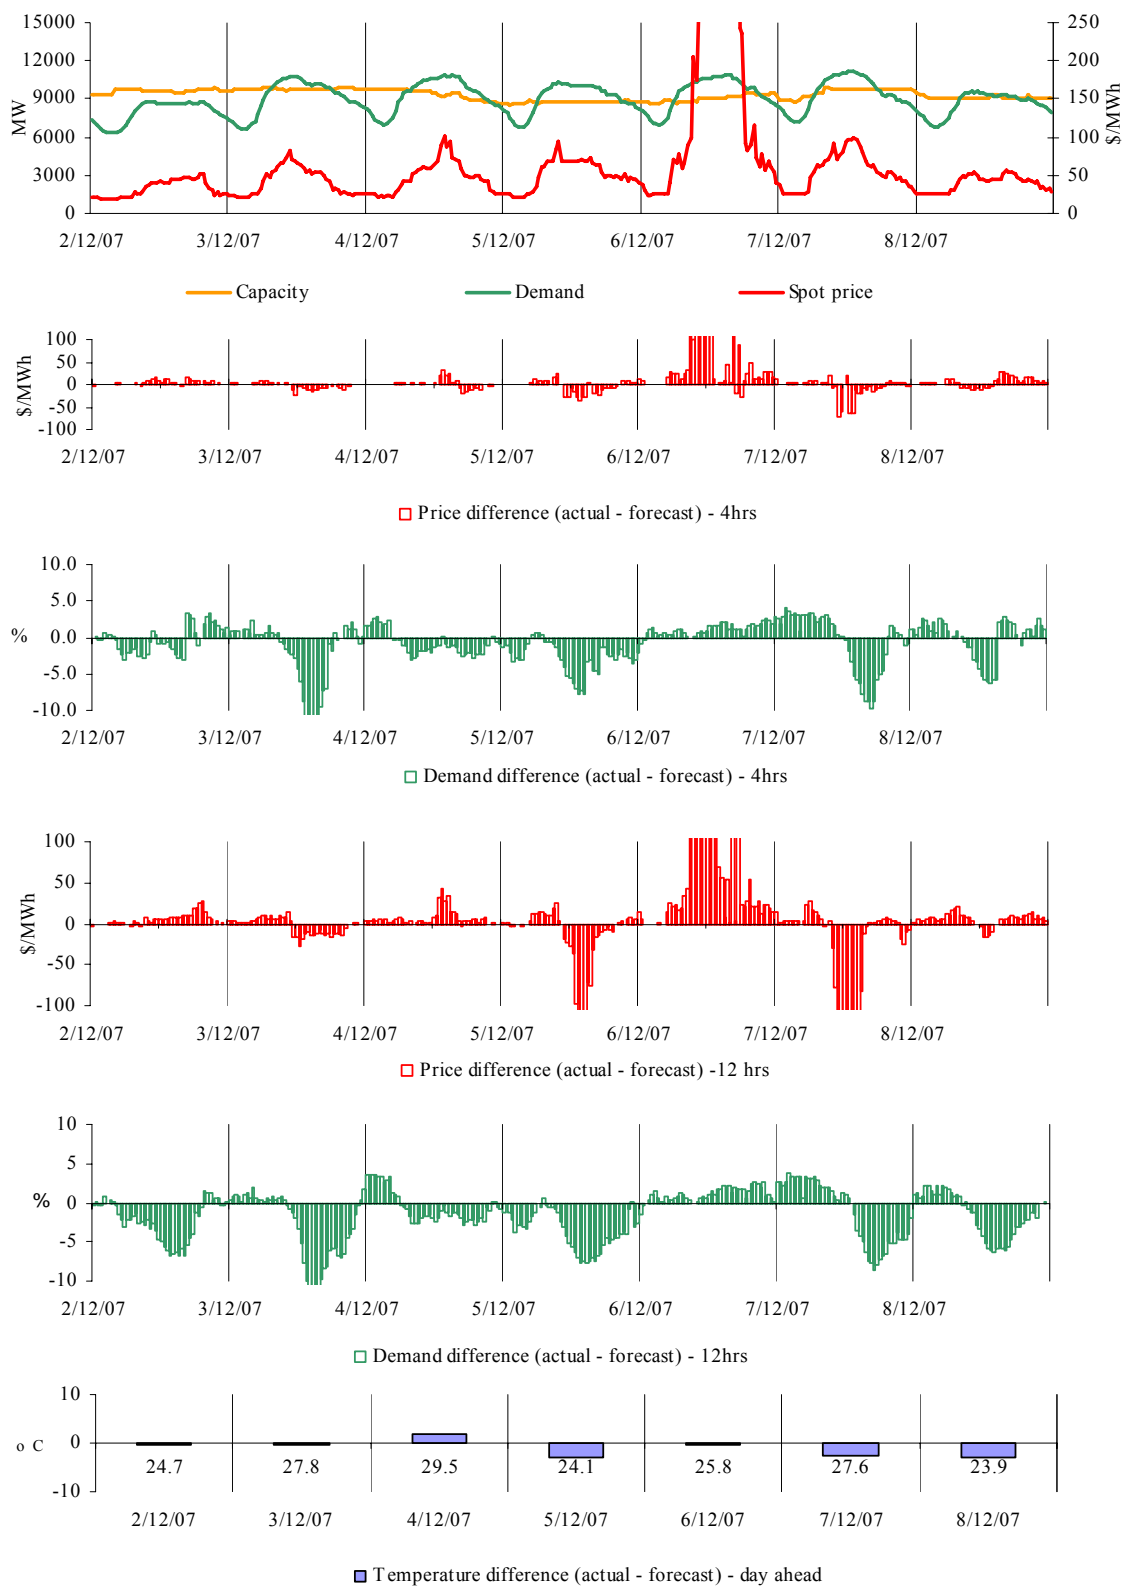 15000
12000
9000
6000
3000
0
MW
250
200
150
100
50
0
$/MWh
2/12/07 3/12/07 4/12/07 5/12/07 6/12/07 7/12/07 8/12/07
Capacity Demand Spot price
100
50
0
-50
-100
$/MWh
2/12/07 3/12/07 4/12/07 5/12/07 6/12/07 7/12/07 8/12/07
Price difference (actual - forecast) - 4hrs
10.0
5.0
0.0
-5.0
-10.0
%
2/12/07 3/12/07 4/12/07 5/12/07 6/12/07 7/12/07 8/12/07
Demand difference (actual - forecast) - 4hrs
100
50
0
-50
-100
$/MWh
2/12/07 3/12/07 4/12/07 5/12/07 6/12/07 7/12/07 8/12/07
Price difference (actual - forecast) -12 hrs
10
5
0
-5
-10
%
2/12/07 3/12/07 4/12/07 5/12/07 6/12/07 7/12/07 8/12/07
Demand difference (actual - forecast) - 12hrs
10
0
-10
o C
24.7 27.8 29.5 24.1 25.8 27.6 23.9
2/12/07 3/12/07 4/12/07 5/12/07 6/12/07 7/12/07 8/12/07
Temperature difference (actual - forecast) - day ahead